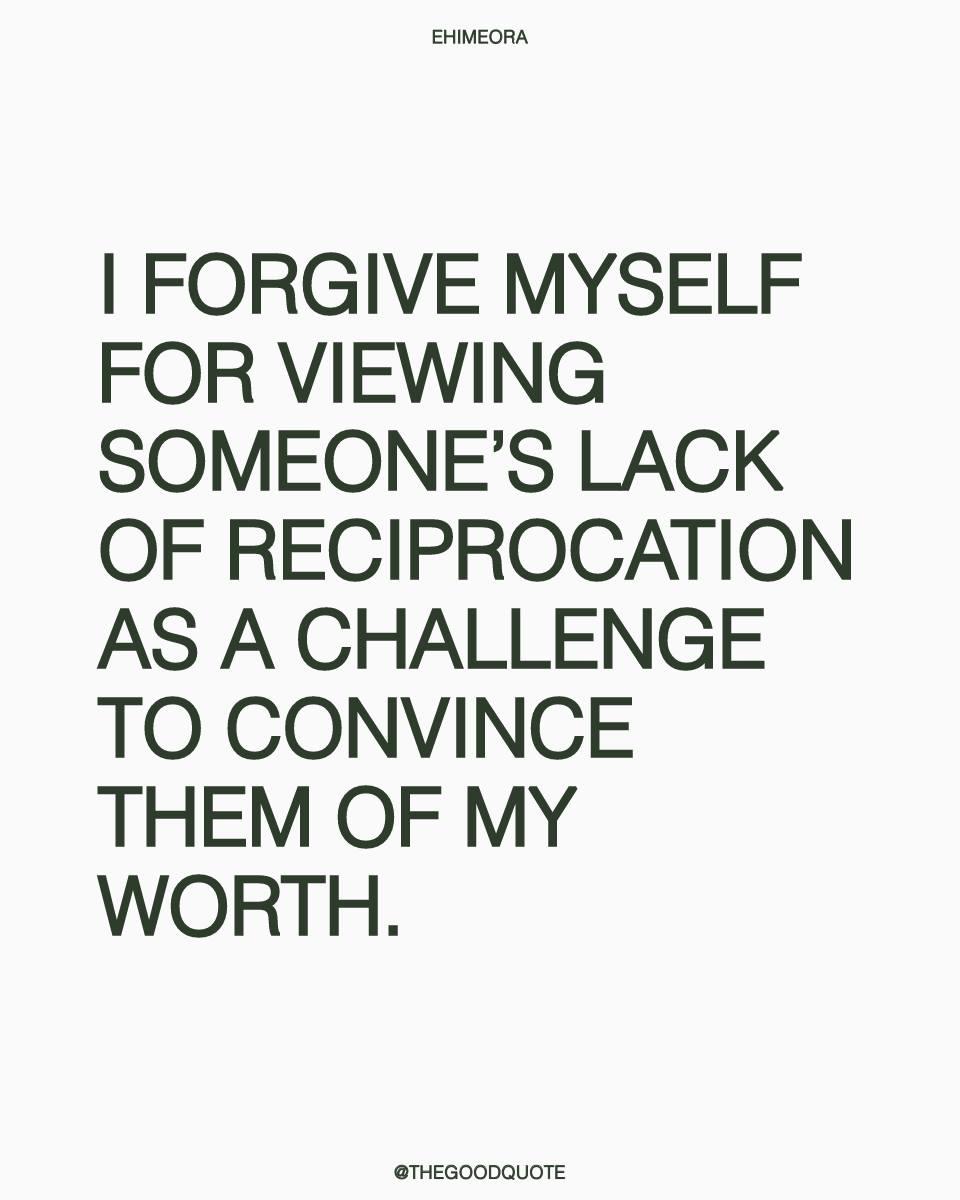 EHIMEORA
I FORGIVE MYSELF
FOR VIEWING
SOMEONE’S LACK
OF RECIPROCATION
AS A CHALLENGE
TO CONVINCE
THEM OF MY
WORTH.
@THEGOODQUOTE